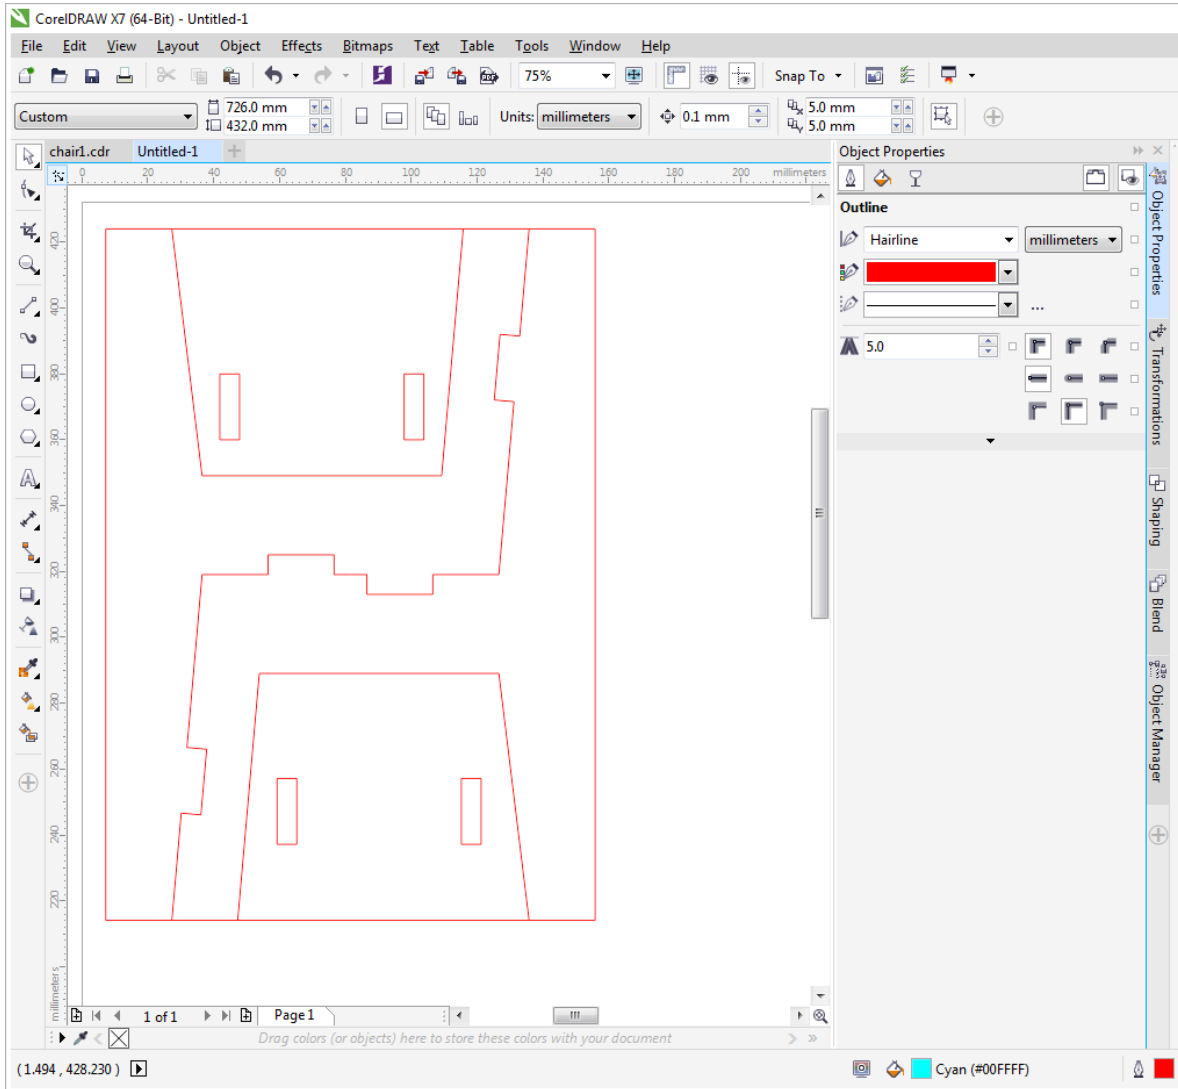 CorelDRAW X7 (64-Bit) - Untitled-1
File Edit View Layout Object Effects Bitmaps Text Table Tools Window Help
75% Snap To
Custom 726.0 mm 432.0 mm Units: millimeters 0.1 mm 5.0 mm 5.0 mm
chair1.cdr Untitled-1
Object Properties
0 20 40 60 80 100 120 140 160 180 200 millimeters
Outline
Hairline millimeters
...
5.0
420
400
380
360
340
320
300
280
260
240
220
millimeters
Object Properties
Transformations
Shaping
Blend
Object Manager
1 of 1 Page 1
Drag colors (or objects) here to store these colors with your document
(1.494 , 428.230 ) Cyan (#00FFFF)